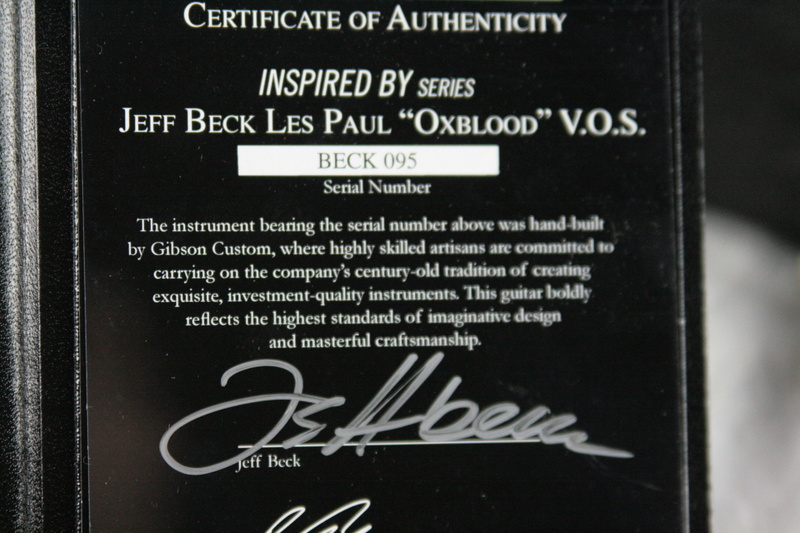 CERTIFICATE OF AUTHENTICITY
INSPIRED BY SERIES
JEFF BECK LES PAUL “OXBLOOD” V.O.S.
BECK 095
Serial Number
The instrument bearing the serial number above was hand-built
by Gibson Custom, where highly skilled artisans are committed to
carrying on the company's century-old tradition of creating
exquisite, investment-quality instruments. This guitar boldly
reflects the highest standards of imaginative design
and masterful craftsmanship.
Jeff Beck
Jeff Beck